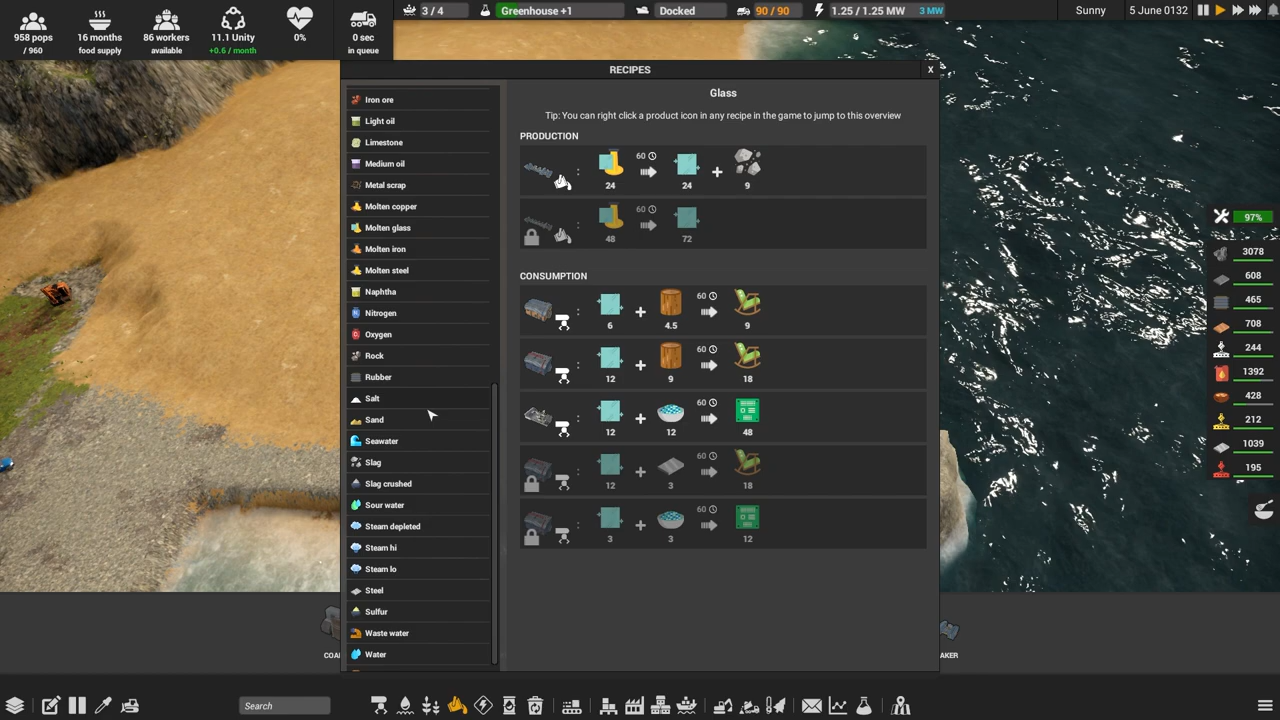 958 pops
/ 960
16 months
food supply
86 workers
available
11.1 Unity
+0.6 / month
0%
0 sec
in queue
3 / 4
Greenhouse +1
Docked
90 / 90
1.25 / 1.25 MW
3 MW
Sunny
5 June 0132
RECIPES
X
Iron ore
Light oil
Limestone
Medium oil
Metal scrap
Molten copper
Molten glass
Molten iron
Molten steel
Naphtha
Nitrogen
Oxygen
Rock
Rubber
Salt
Sand
Seawater
Slag
Slag crushed
Sour water
Steam depleted
Steam hi
Steam lo
Steel
Sulfur
Waste water
Water
Glass
Tip: You can right click a product icon in any recipe in the game to jump to this overview
PRODUCTION
: 24 60 24 + 9
: 48 60 72
CONSUMPTION
: 6 + 4.5 60 9
: 12 + 9 60 18
: 12 + 12 60 48
: 12 + 3 60 18
: 3 + 3 60 12
97%
3078
608
465
708
244
1392
428
212
1039
195
COA
AKER
Search